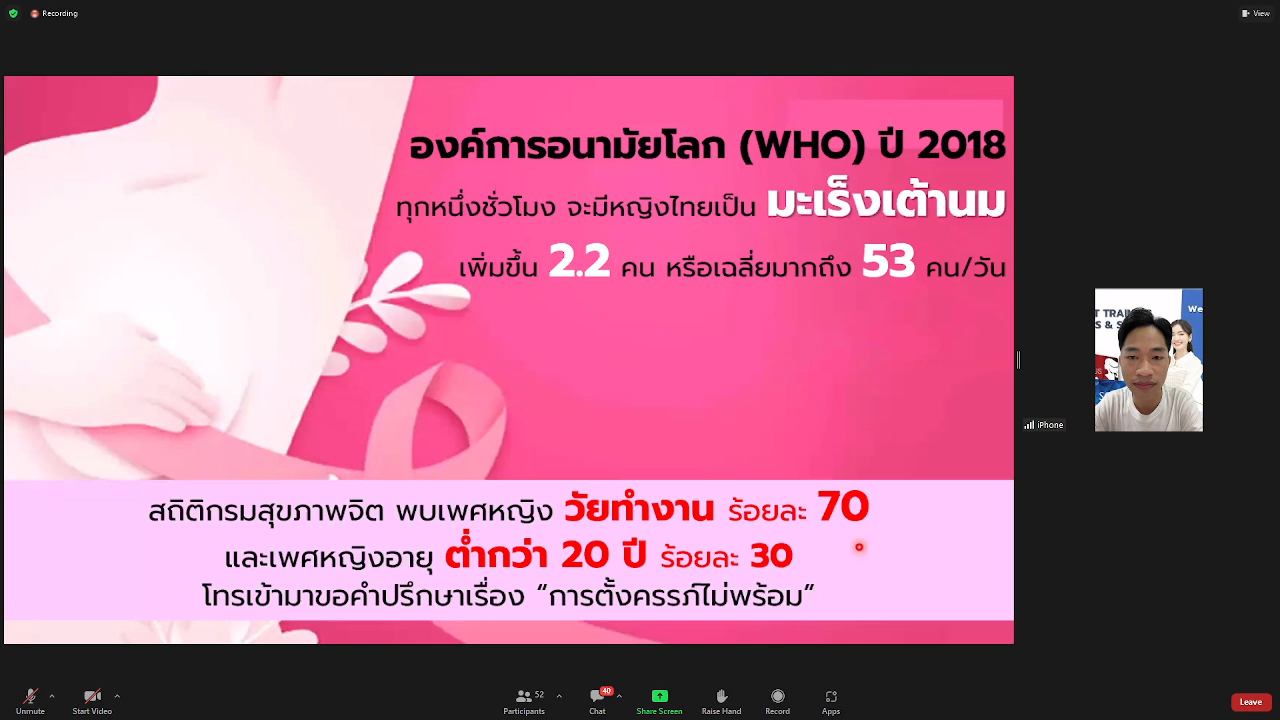 Recording
View
องค์การอนามัยโลก (WHO) ปี 2018
ทุกหนึ่งชั่วโมง จะมีหญิงไทยเป็น มะเร็งเต้านม
เพิ่มขึ้น 2.2 คน หรือเฉลี่ยมากถึง 53 คน/วัน
สถิติกรมสุขภาพจิต พบเพศหญิง วัยทำงาน ร้อยละ 70
และเพศหญิงอายุ ต่ำกว่า 20 ปี ร้อยละ 30
โทรเข้ามาขอคำปรึกษาเรื่อง “การตั้งครรภ์ไม่พร้อม”
We
iPhone
Unmute
Start Video
52
Participants
40
Chat
Share Screen
Raise Hand
Record
Apps
Leave